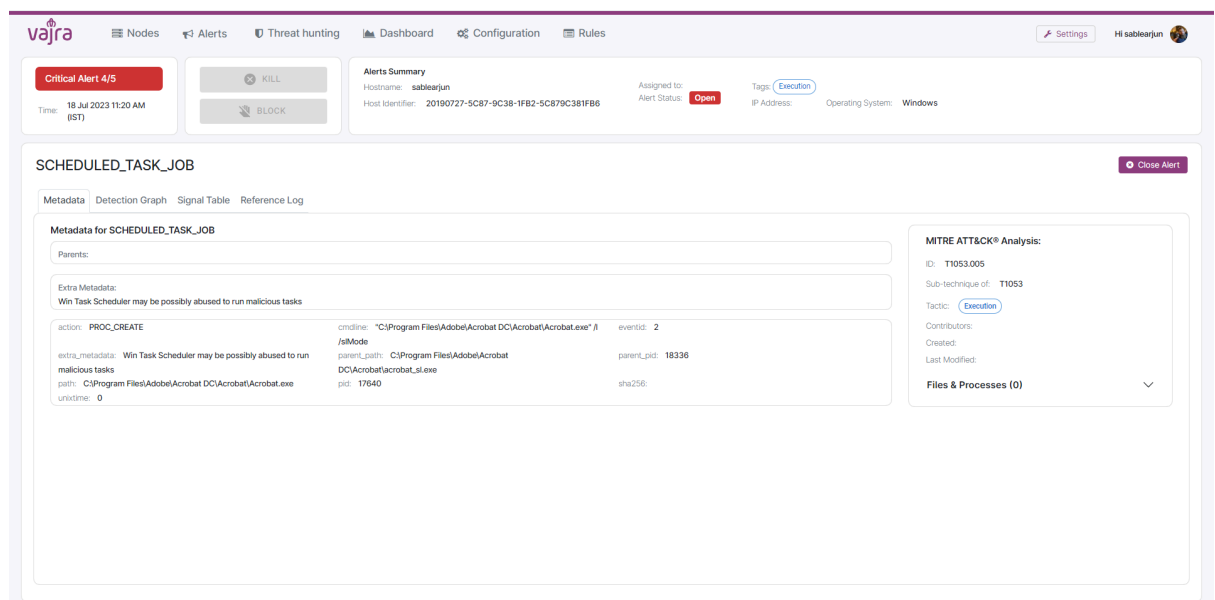 vajra
Nodes Alerts Threat hunting Dashboard Configuration Rules Settings Hi sablearjun
Critical Alert 4/5
Time: 18 Jul 2023 11:20 AM
(IST)
KILL
BLOCK
Alerts Summary
Hostname: sablearjun Assigned to: Tags: Execution
Host Identifier: 20190727-5C87-9C38-1FB2-5C879C381FB6 Alert Status: Open IP Address: Operating System: Windows
SCHEDULED_TASK_JOB
Close Alert
Metadata Detection Graph Signal Table Reference Log
Metadata for SCHEDULED_TASK_JOB
Parents:
Extra Metadata:
Win Task Scheduler may be possibly abused to run malicious tasks
action: PROC_CREATE cmdline: "C:\Program Files\Adobe\Acrobat DC\Acrobat\Acrobat.exe" /l eventid: 2
/slMode
extra_metadata: Win Task Scheduler may be possibly abused to run parent_path: C:\Program Files\Adobe\Acrobat parent_pid: 18336
malicious tasks DC\Acrobat\acrobat_sl.exe
path: C:\Program Files\Adobe\Acrobat DC\Acrobat\Acrobat.exe pid: 17640 sha256:
unixtime: 0
MITRE ATT&CK® Analysis:
ID: T1053.005
Sub-technique of: T1053
Tactic: Execution
Contributors:
Created:
Last Modified:
Files & Processes (0)